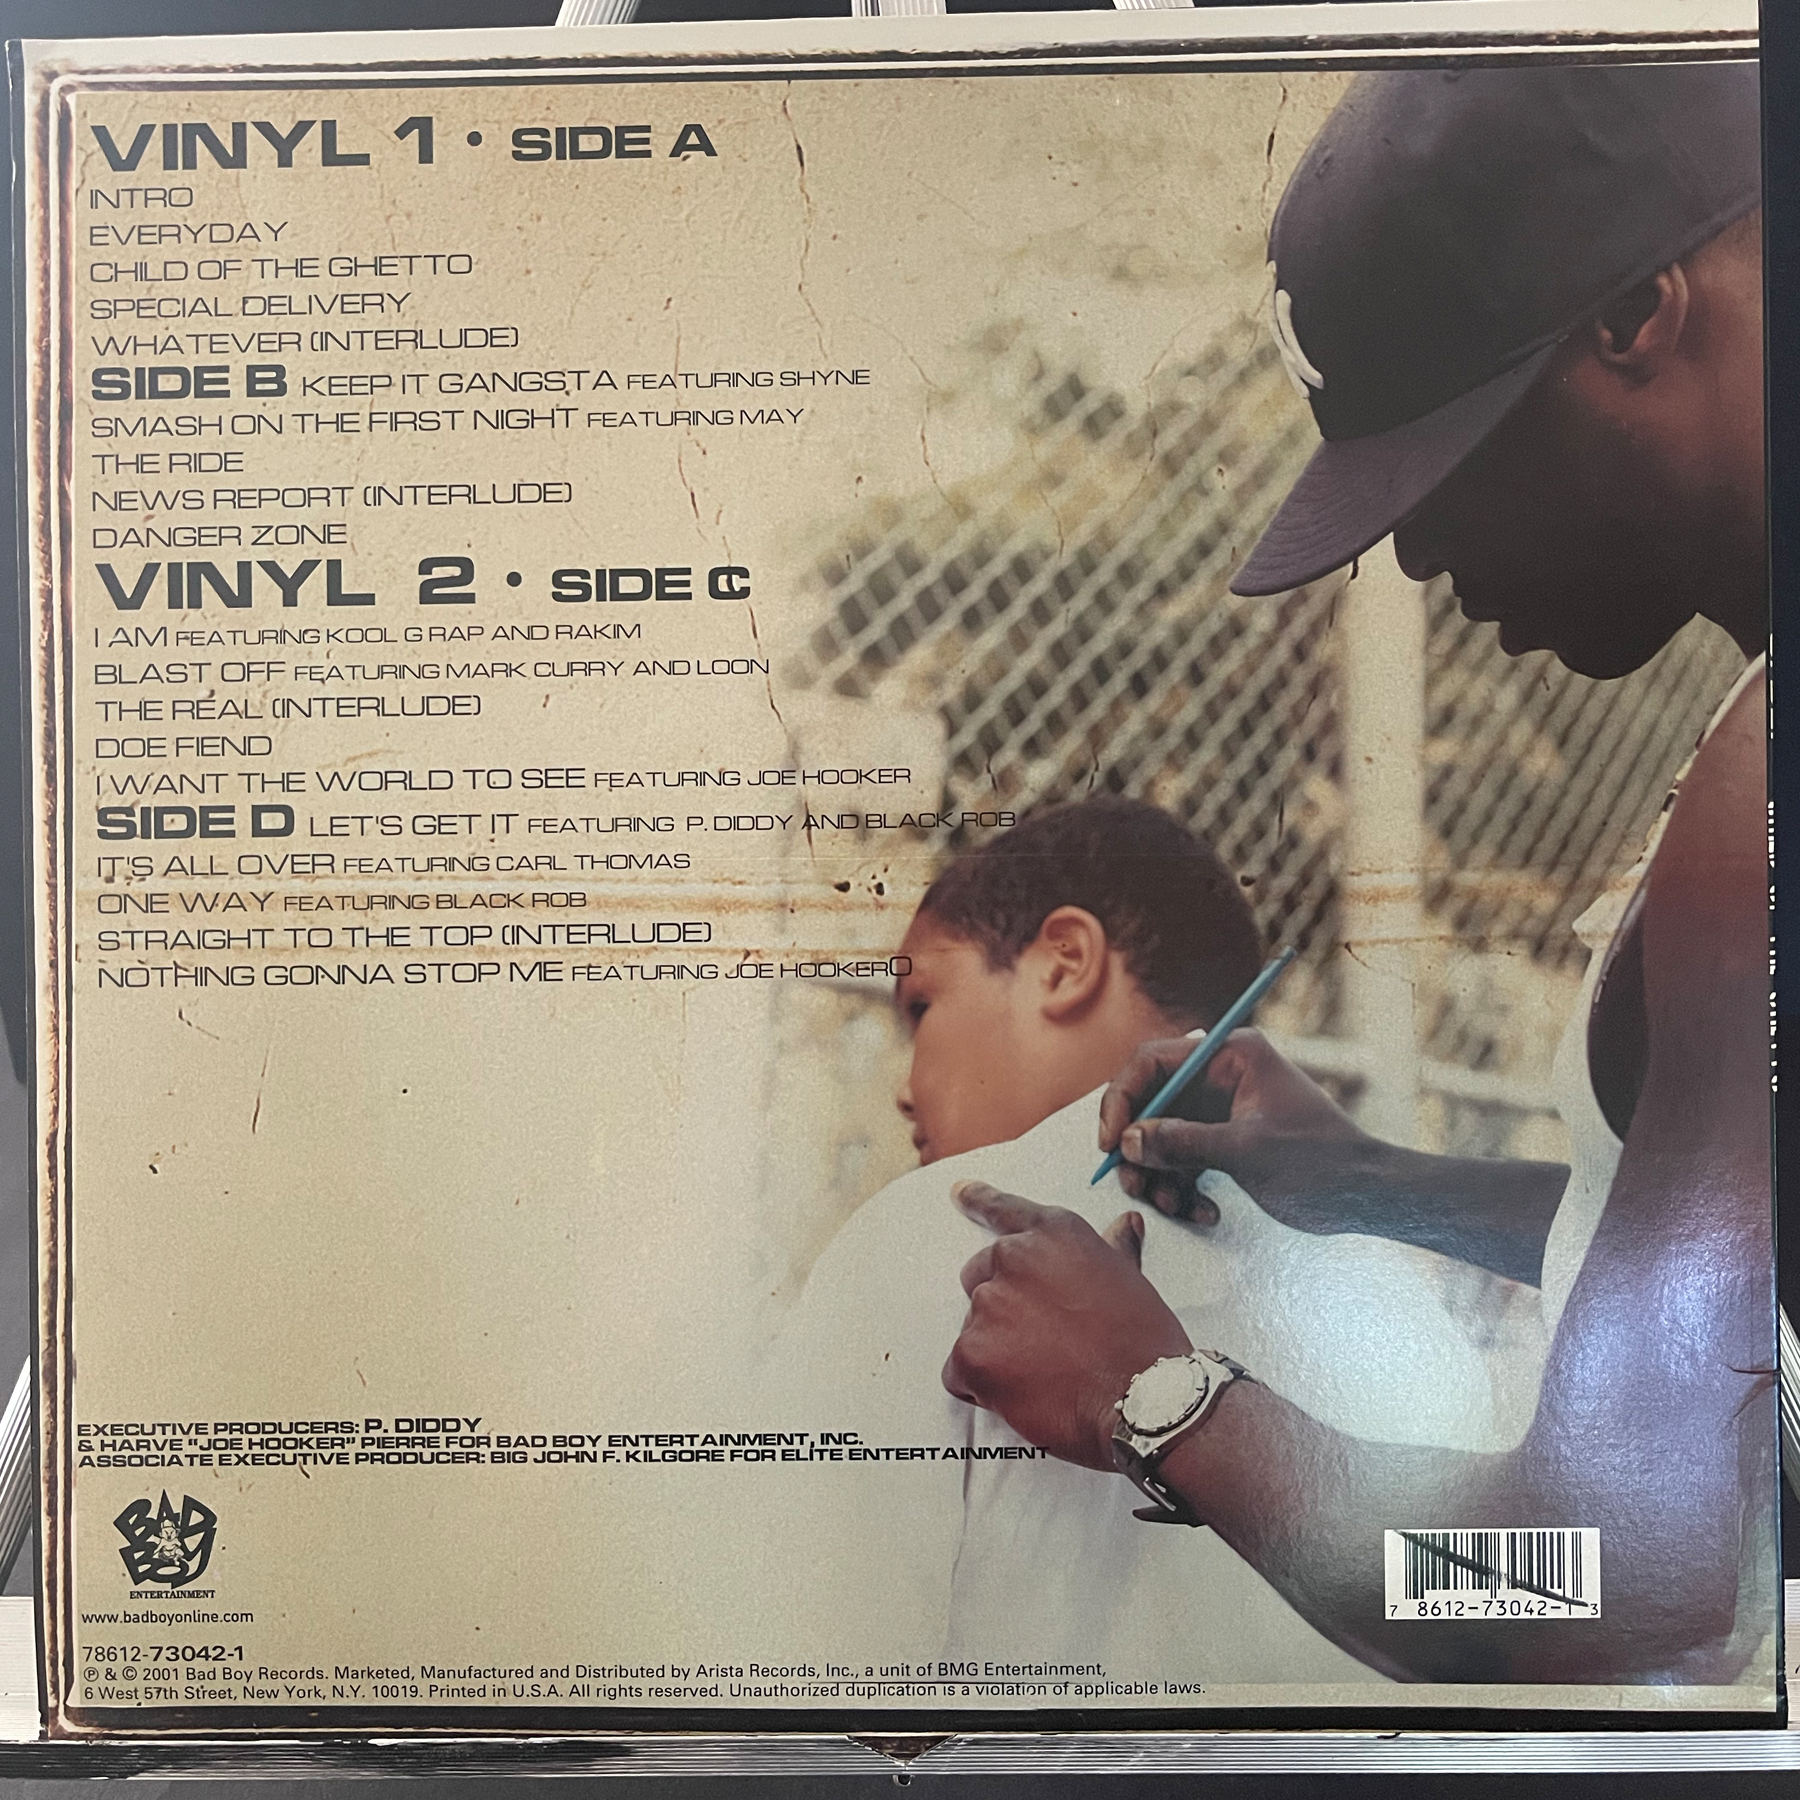 VINYL 1 • SIDE A
INTRO
EVERYDAY
CHILD OF THE GHETTO
SPECIAL DELIVERY
WHATEVER (INTERLUDE)
SIDE B KEEP IT GANGSTA FEATURING SHYNE
SMASH ON THE FIRST NIGHT FEATURING MAY
THE RIDE
NEWS REPORT (INTERLUDE)
DANGER ZONE
VINYL 2 • SIDE C
I AM FEATURING KOOL G RAP AND RAKIM
BLAST OFF FEATURING MARK CURRY AND LOON
THE REAL (INTERLUDE)
DOE FIEND
I WANT THE WORLD TO SEE FEATURING JOE HOOKER
SIDE D LET'S GET IT FEATURING P. DIDDY AND BLACK ROB
IT'S ALL OVER FEATURING CARL THOMAS
ONE WAY FEATURING BLACK ROB
STRAIGHT TO THE TOP (INTERLUDE)
NOTHING GONNA STOP ME FEATURING JOE HOOKERO
EXECUTIVE PRODUCERS: P. DIDDY
& HARVE "JOE HOOKER" PIERRE FOR BAD BOY ENTERTAINMENT, INC.
ASSOCIATE EXECUTIVE PRODUCER: BIG JOHN F. KILGORE FOR ELITE ENTERTAINMENT
BAD
BOY
ENTERTAINMENT
www.badboyonline.com
78612-73042-1
℗ & © 2001 Bad Boy Records. Marketed, Manufactured and Distributed by Arista Records, Inc., a unit of BMG Entertainment,
6 West 57th Street, New York, N.Y. 10019. Printed in U.S.A. All rights reserved. Unauthorized duplication is a violation of applicable laws.
7 8612-73042-1 3